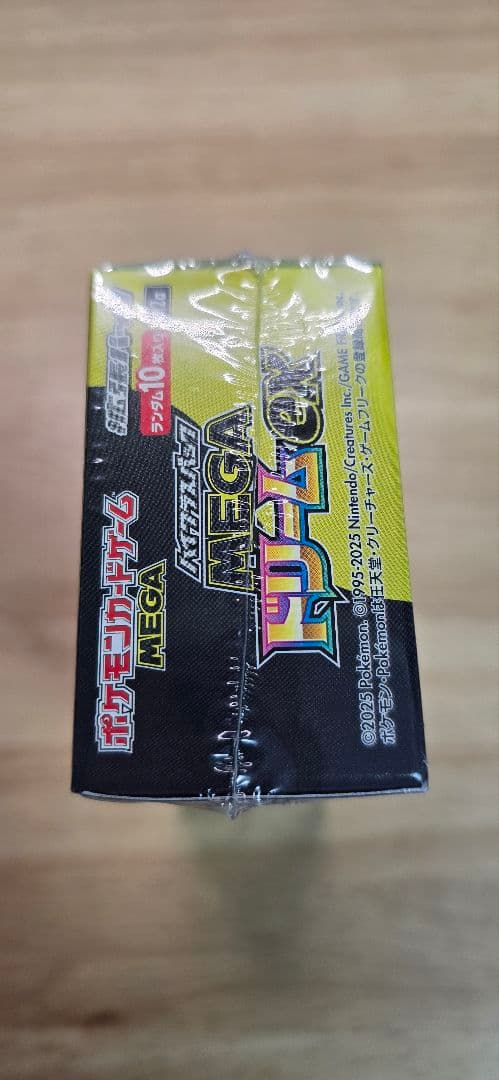 ポケモンカードゲーム
MEGA
拡張パック
ランダム10枚入り
ハイクラスパック
MEGA
ドリームex
©2025 Pokémon. ©1995-2025 Nintendo/Creatures Inc./GAME FREAK inc.
ポケモン・Pokémonは任天堂・クリーチャーズ・ゲームフリークの登録